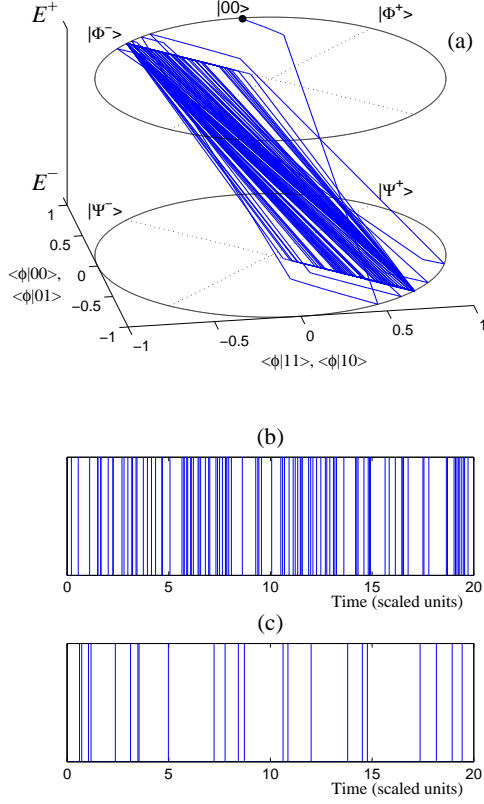 E⁺
|00>
|Φ⁻>
|Φ⁺>
(a)
E⁻
|Ψ⁻>
|Ψ⁺>
1
0.5
0
−0.5
−1
<ϕ|00>,
<ϕ|01>
−1
−0.5
0
0.5
1
<ϕ|11>, <ϕ|10>
(b)
0 5 10 15 20
Time (scaled units)
(c)
0 5 10 15 20
Time (scaled units)